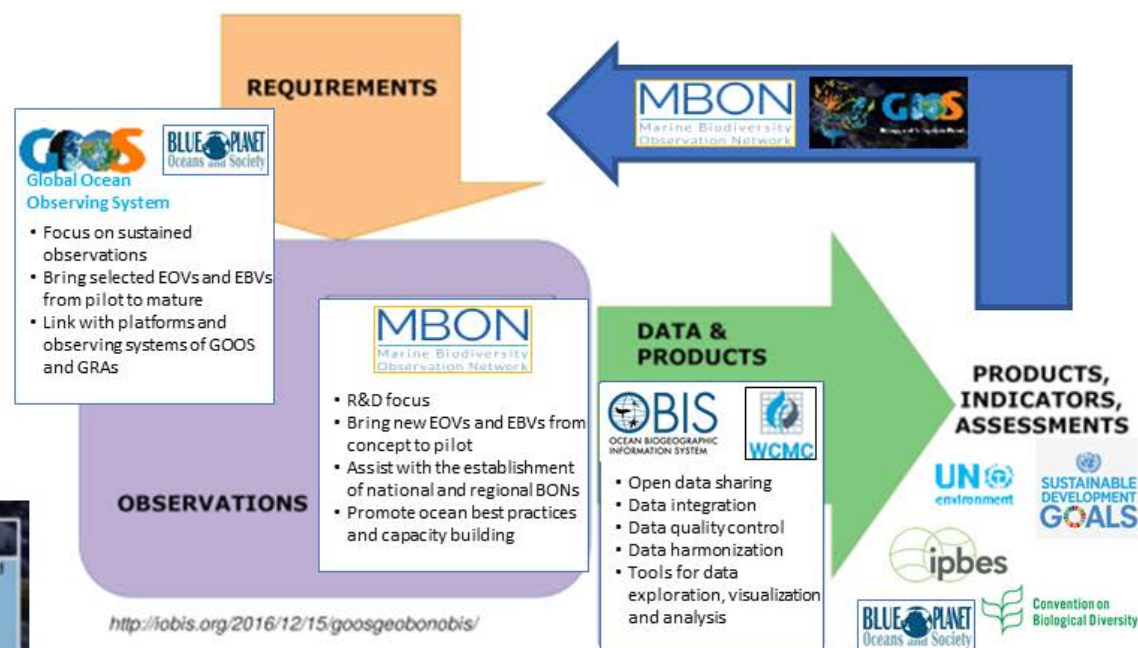 REQUIREMENTS
MBON
Marine Biodiversity
Observation Network
GOOS
GOOS
BLUE PLANET
Oceans and Society
Global Ocean
Observing System
• Focus on sustained
observations
• Bring selected EOVs and EBVs
from pilot to mature
• Link with platforms and
observing systems of GOOS
and GRAs
MBON
Marine Biodiversity
Observation Network
• R&D focus
• Bring new EOVs and EBVs from
concept to pilot
• Assist with the establishment
of national and regional BONs
• Promote ocean best practices
and capacity building
OBSERVATIONS
DATA &
PRODUCTS
OBIS
OCEAN BIOGEOGRAPHIC
INFORMATION SYSTEM
WCMC
• Open data sharing
• Data integration
• Data quality control
• Data harmonization
• Tools for data
exploration, visualization
and analysis
PRODUCTS,
INDICATORS,
ASSESSMENTS
UN
environment
SUSTAINABLE
DEVELOPMENT
GOALS
ipbes
BLUE PLANET
Oceans and Society
Convention on
Biological Diversity
http://iobis.org/2016/12/15/goosgeobonobis/